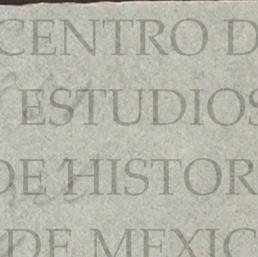 CENTRO D
ESTUDIOS
DE HISTOR
DE MEXIC